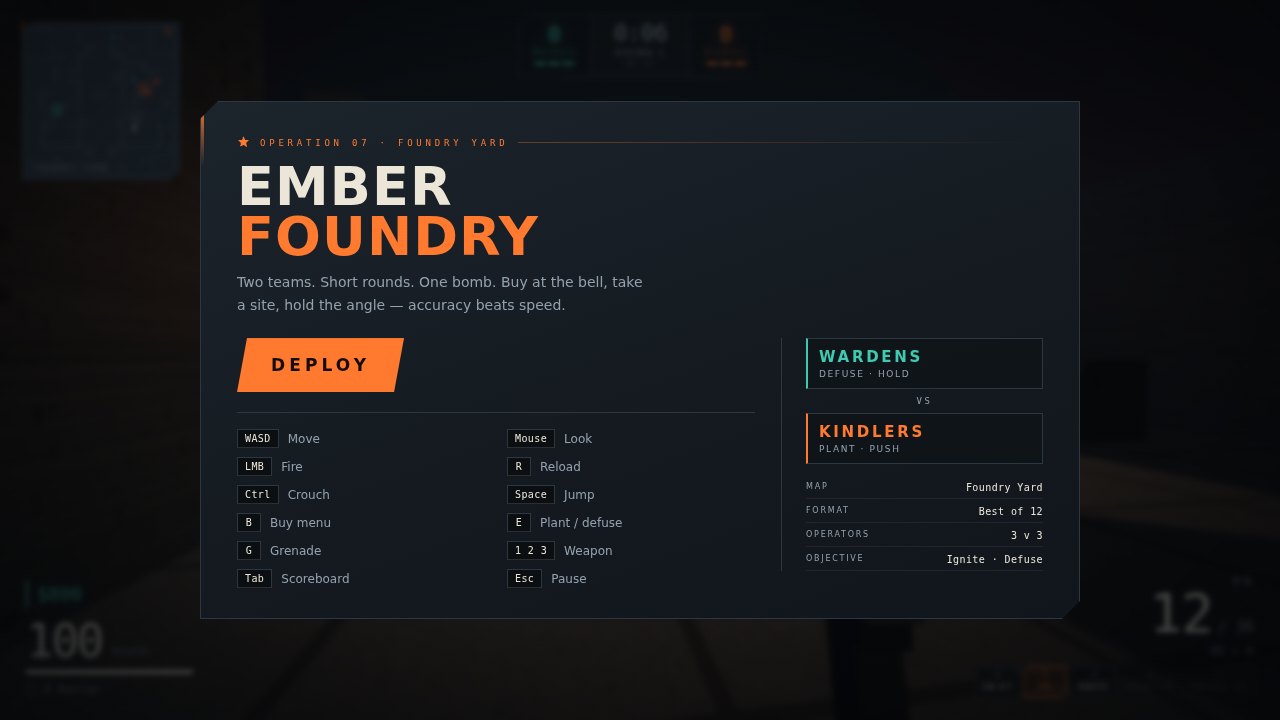 0 0:06 0
OPERATION 07 · FOUNDRY YARD
EMBER
FOUNDRY
Two teams. Short rounds. One bomb. Buy at the bell, take
a site, hold the angle — accuracy beats speed.
DEPLOY
WASD Move
Mouse Look
LMB Fire
R Reload
Ctrl Crouch
Space Jump
B Buy menu
E Plant / defuse
G Grenade
1 2 3 Weapon
Tab Scoreboard
Esc Pause
WARDENS
DEFUSE · HOLD
VS
KINDLERS
PLANT · PUSH
MAP Foundry Yard
FORMAT Best of 12
OPERATORS 3 v 3
OBJECTIVE Ignite · Defuse
$800
100
12